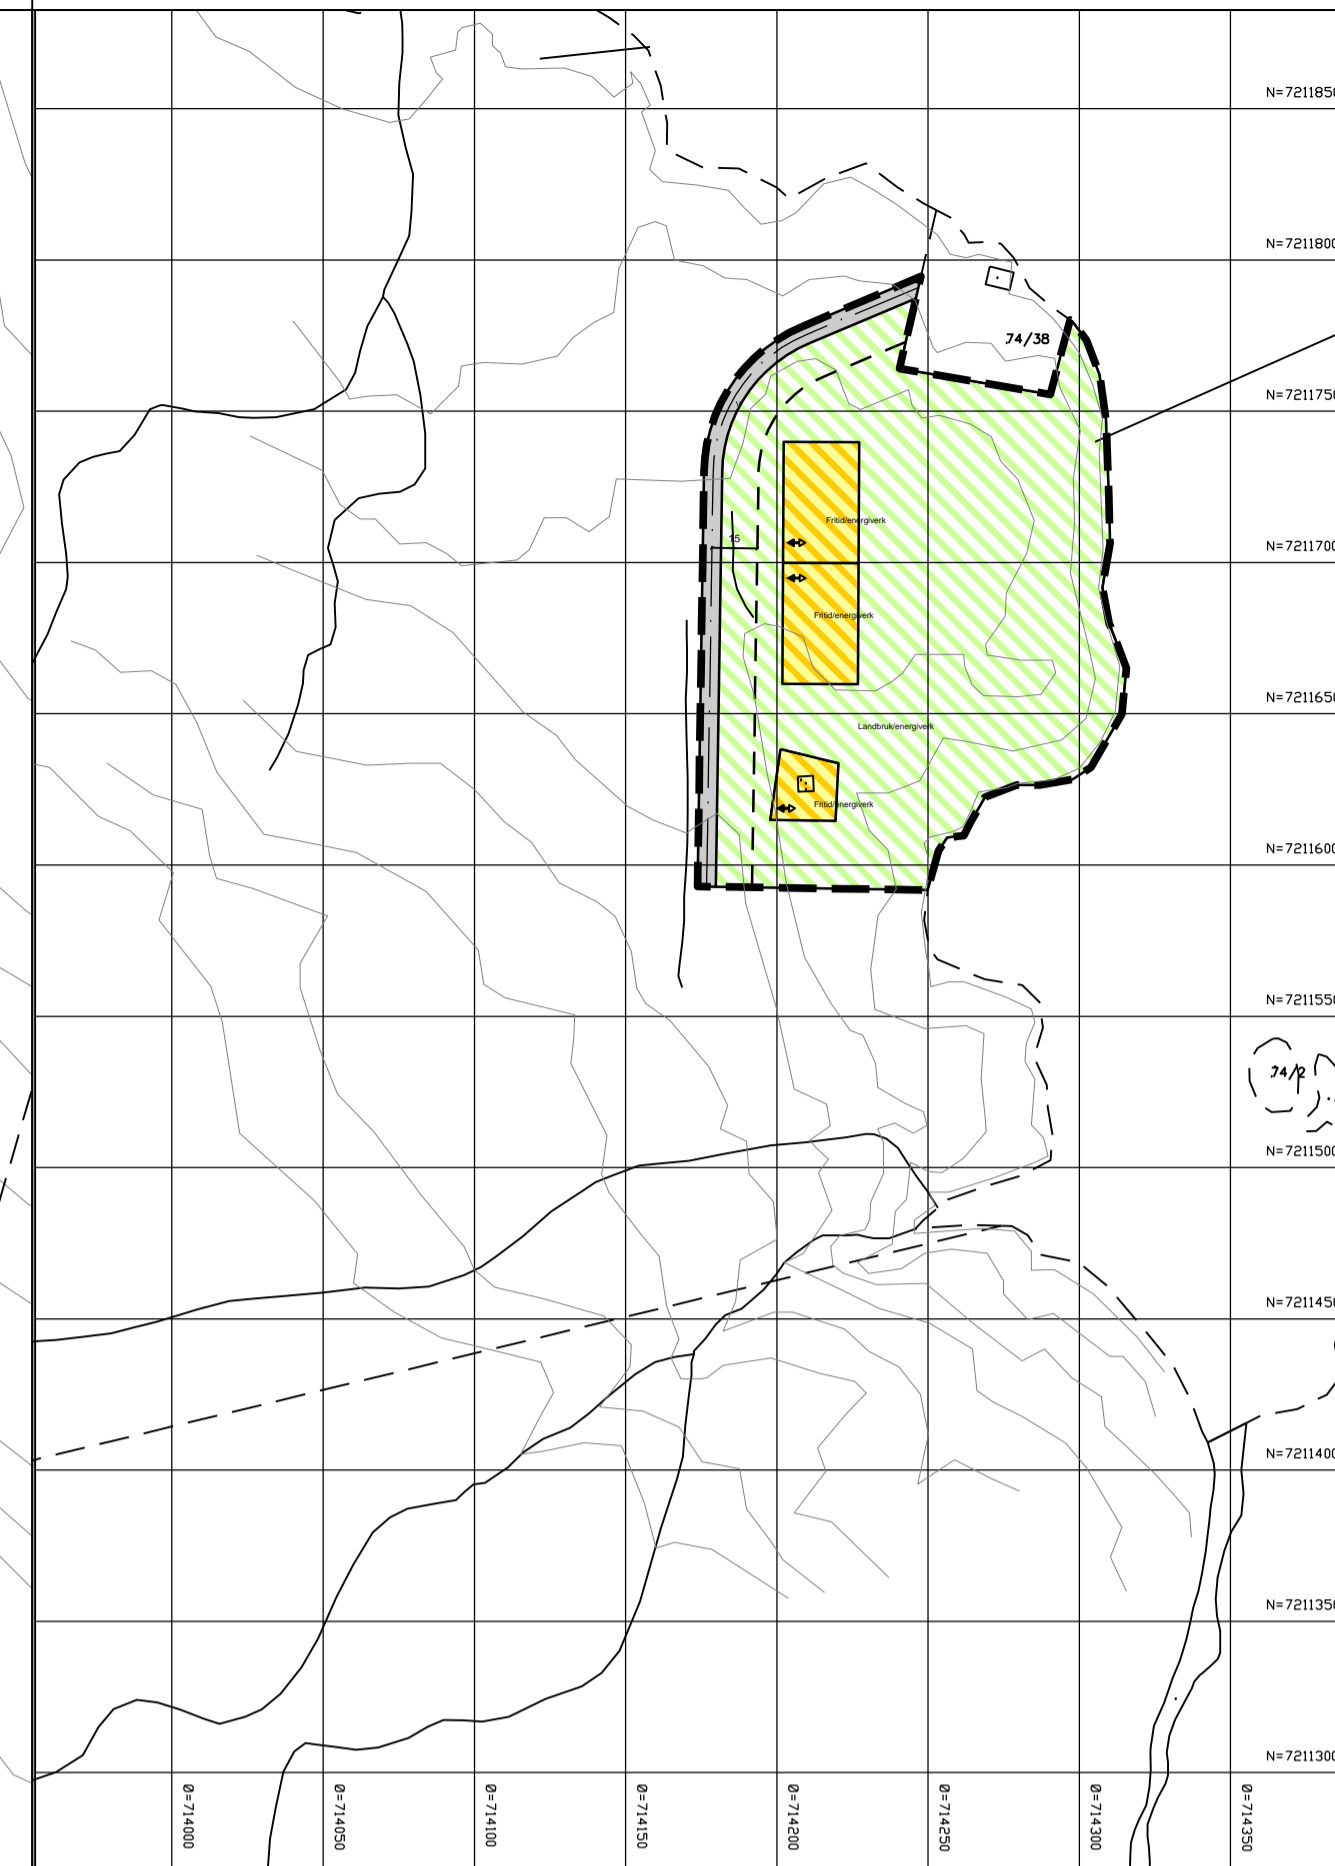 N=7211850
N=7211800
74/38
N=7211750
Fritid/energiverk
15
N=7211700
Fritid/energiverk
N=7211650
Landbruk/energiverk
Fritid/energiverk
N=7211600
N=7211550
74/2
N=7211500
N=7211450
N=7211400
N=7211350
N=7211300
Ø=714000
Ø=714050
Ø=714100
Ø=714150
Ø=714200
Ø=714250
Ø=714300
Ø=714350